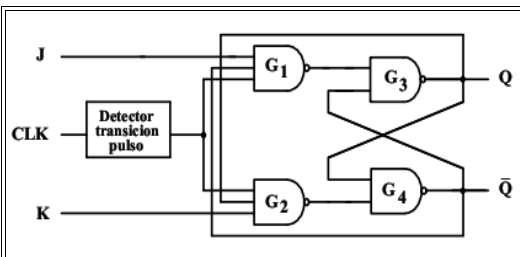 J
G1
G3
Q
Detector
transicion
pulso
CLK
G2
G4
Q̅
K